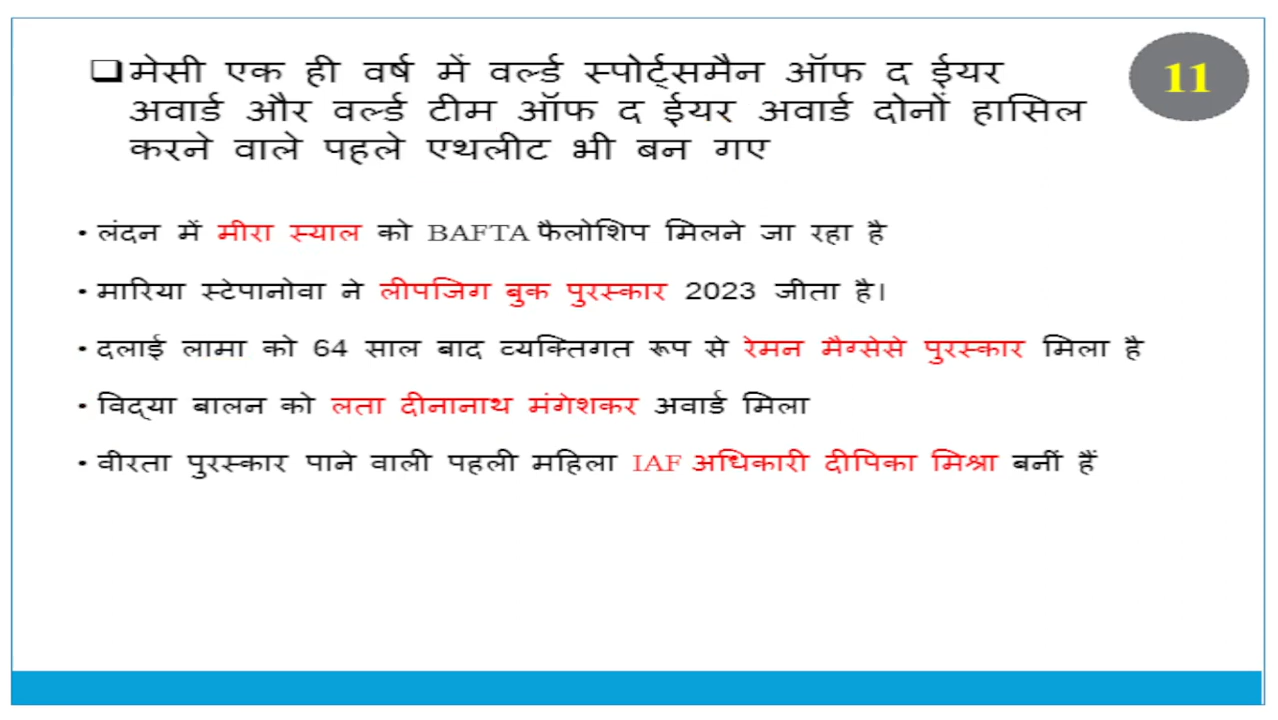 ❑मेसी एक ही वर्ष में वर्ल्ड स्पोर्ट्समैन ऑफ द ईयर
11
अवार्ड और वर्ल्ड टीम ऑफ द ईयर अवार्ड दोनों हासिल
करने वाले पहले एथलीट भी बन गए
• लंदन में मीरा स्याल को BAFTA फैलोशिप मिलने जा रहा है
• मारिया स्टेपानोवा ने लीपजिग बुक पुरस्कार 2023 जीता है।
• दलाई लामा को 64 साल बाद व्यक्तिगत रूप से रेमन मैग्सेसे पुरस्कार मिला है
• विद्या बालन को लता दीनानाथ मंगेशकर अवार्ड मिला
• वीरता पुरस्कार पाने वाली पहली महिला IAF अधिकारी दीपिका मिश्रा बनीं हैं